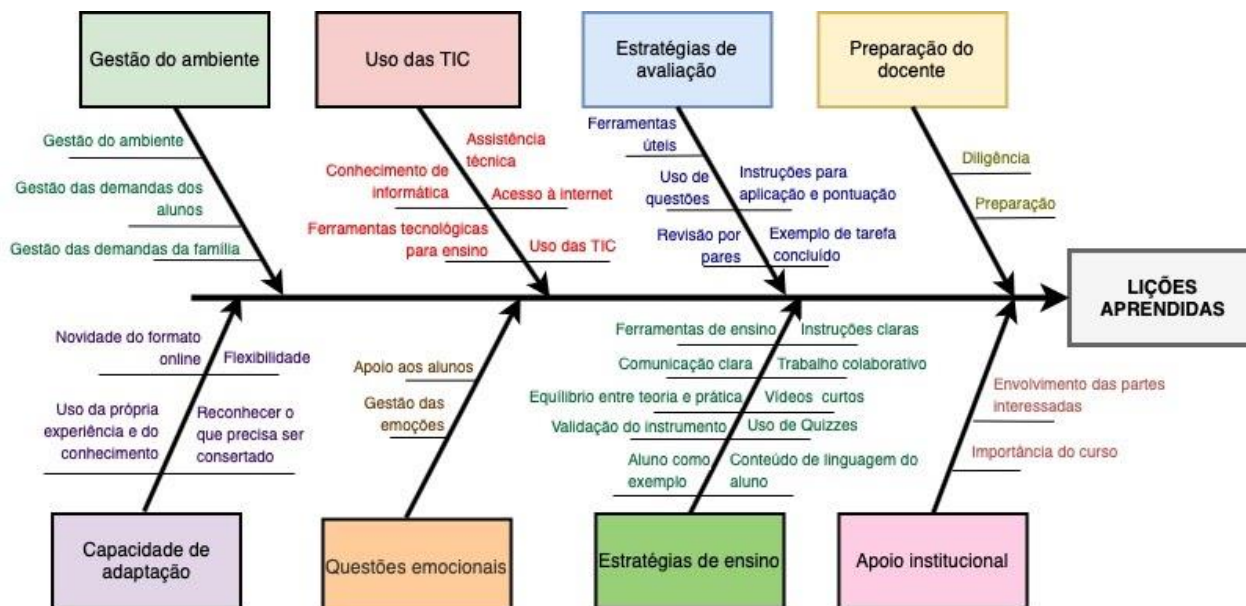 Gestão do ambiente
Uso das TIC
Estratégias de
avaliação
Preparação do
docente
Gestão do ambiente
Gestão das demandas dos
alunos
Gestão das demandas da família
Assistência
técnica
Conhecimento de
informática
Acesso à internet
Ferramentas tecnológicas
para ensino
Uso das TIC
Ferramentas
úteis
Uso de
questões
Instruções para
aplicação e pontuação
Revisão por
pares
Exemplo de tarefa
concluído
Diligência
Preparação
LIÇÕES
APRENDIDAS
Novidade do formato
online
Flexibilidade
Uso da própria
experiência e do
conhecimento
Reconhecer o
que precisa ser
consertado
Apoio aos alunos
Gestão das
emoções
Ferramentas de ensino
Instruções claras
Comunicação clara
Trabalho colaborativo
Equilíbrio entre teoria e prática
Vídeos curtos
Validação do instrumento
Uso de Quizzes
Aluno como
exemplo
Conteúdo de linguagem do
aluno
Envolvimento das partes
interessadas
Importância do curso
Capacidade de
adaptação
Questões emocionais
Estratégias de ensino
Apoio institucional